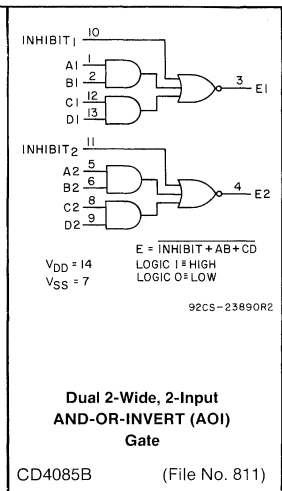 10
INHIBIT1
A1 1
B1 2
3 E1
C1 12
D1 13
11
INHIBIT2
A2 5
B2 6
4 E2
C2 8
D2 9
E = INHIBIT + AB + CD
VDD = 14 LOGIC 1 ≡ HIGH
VSS = 7 LOGIC 0 ≡ LOW
92CS-23890R2
Dual 2-Wide, 2-Input
AND-OR-INVERT (AOI)
Gate
CD4085B (File No. 811)